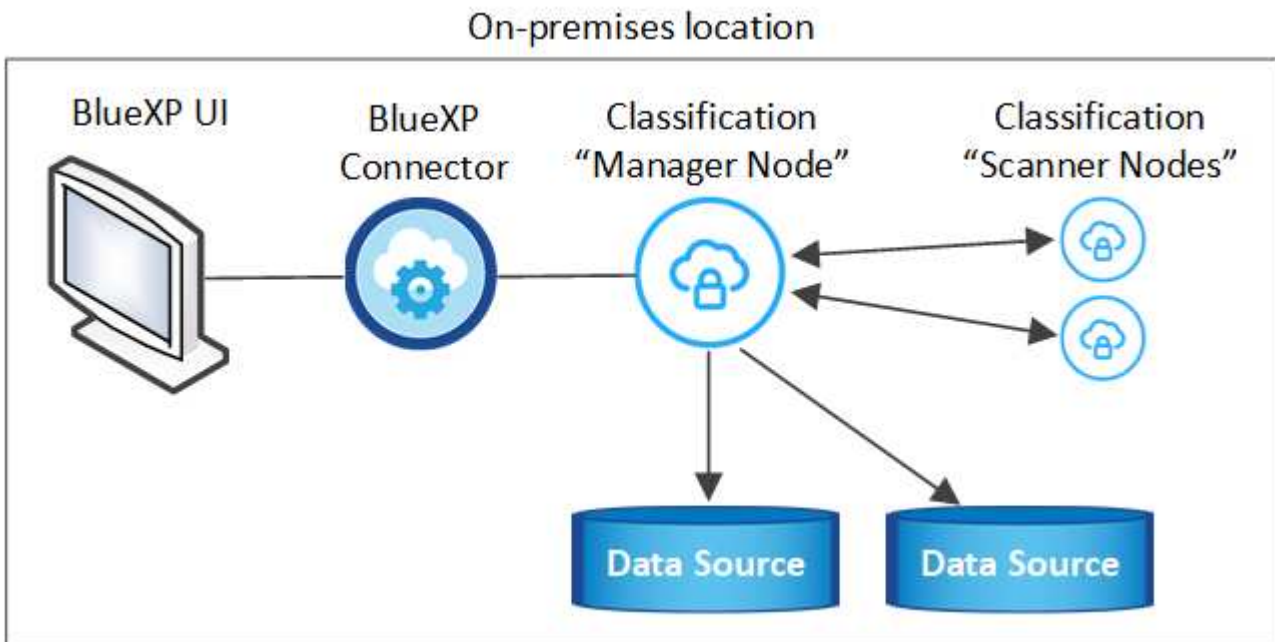 On-premises location
BlueXP UI
BlueXP
Connector
Classification
“Manager Node”
Classification
“Scanner Nodes”
Data Source
Data Source